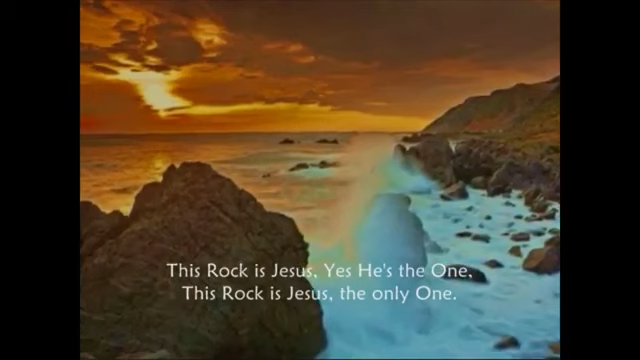 This Rock is Jesus, Yes He's the One,
This Rock is Jesus, the only One.